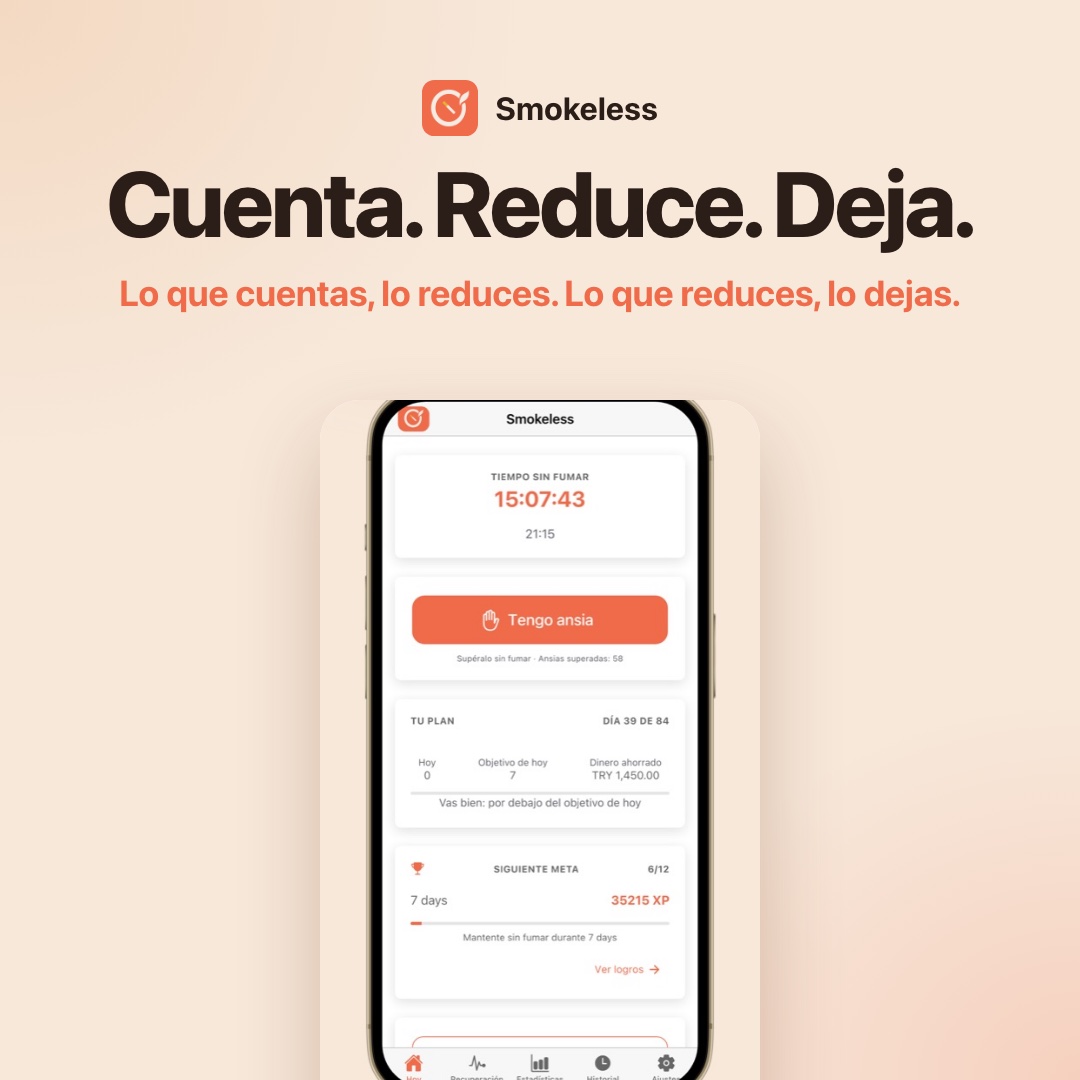 Smokeless
Cuenta. Reduce. Deja.
Lo que cuentas, lo reduces. Lo que reduces, lo dejas.
Smokeless
TIEMPO SIN FUMAR
15:07:43
21:15
Tengo ansia
Supéralo sin fumar · Ansias superadas: 58
TU PLAN DÍA 39 DE 84
Hoy Objetivo de hoy Dinero ahorrado
0 7 TRY 1,450.00
Vas bien: por debajo del objetivo de hoy
SIGUIENTE META 6/12
7 days 35215 XP
Mantente sin fumar durante 7 days
Ver logros →
Hoy Recuperación Estadísticas Historial Ajustes